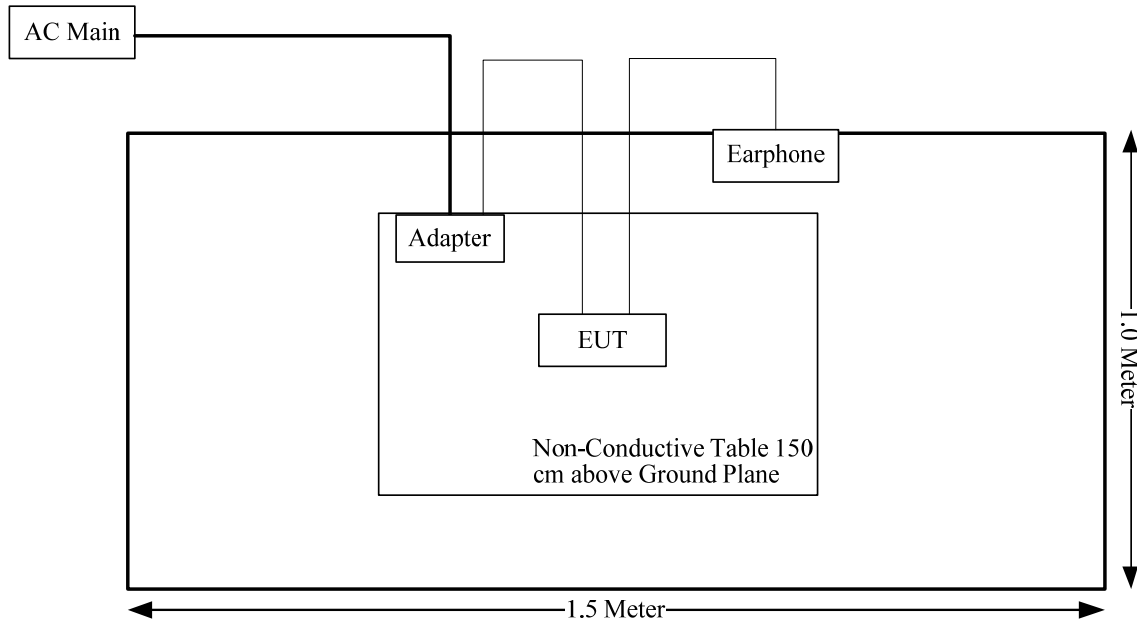 AC Main
Earphone
Adapter
EUT
Non-Conductive Table 150
cm above Ground Plane
1.0 Meter
1.5 Meter